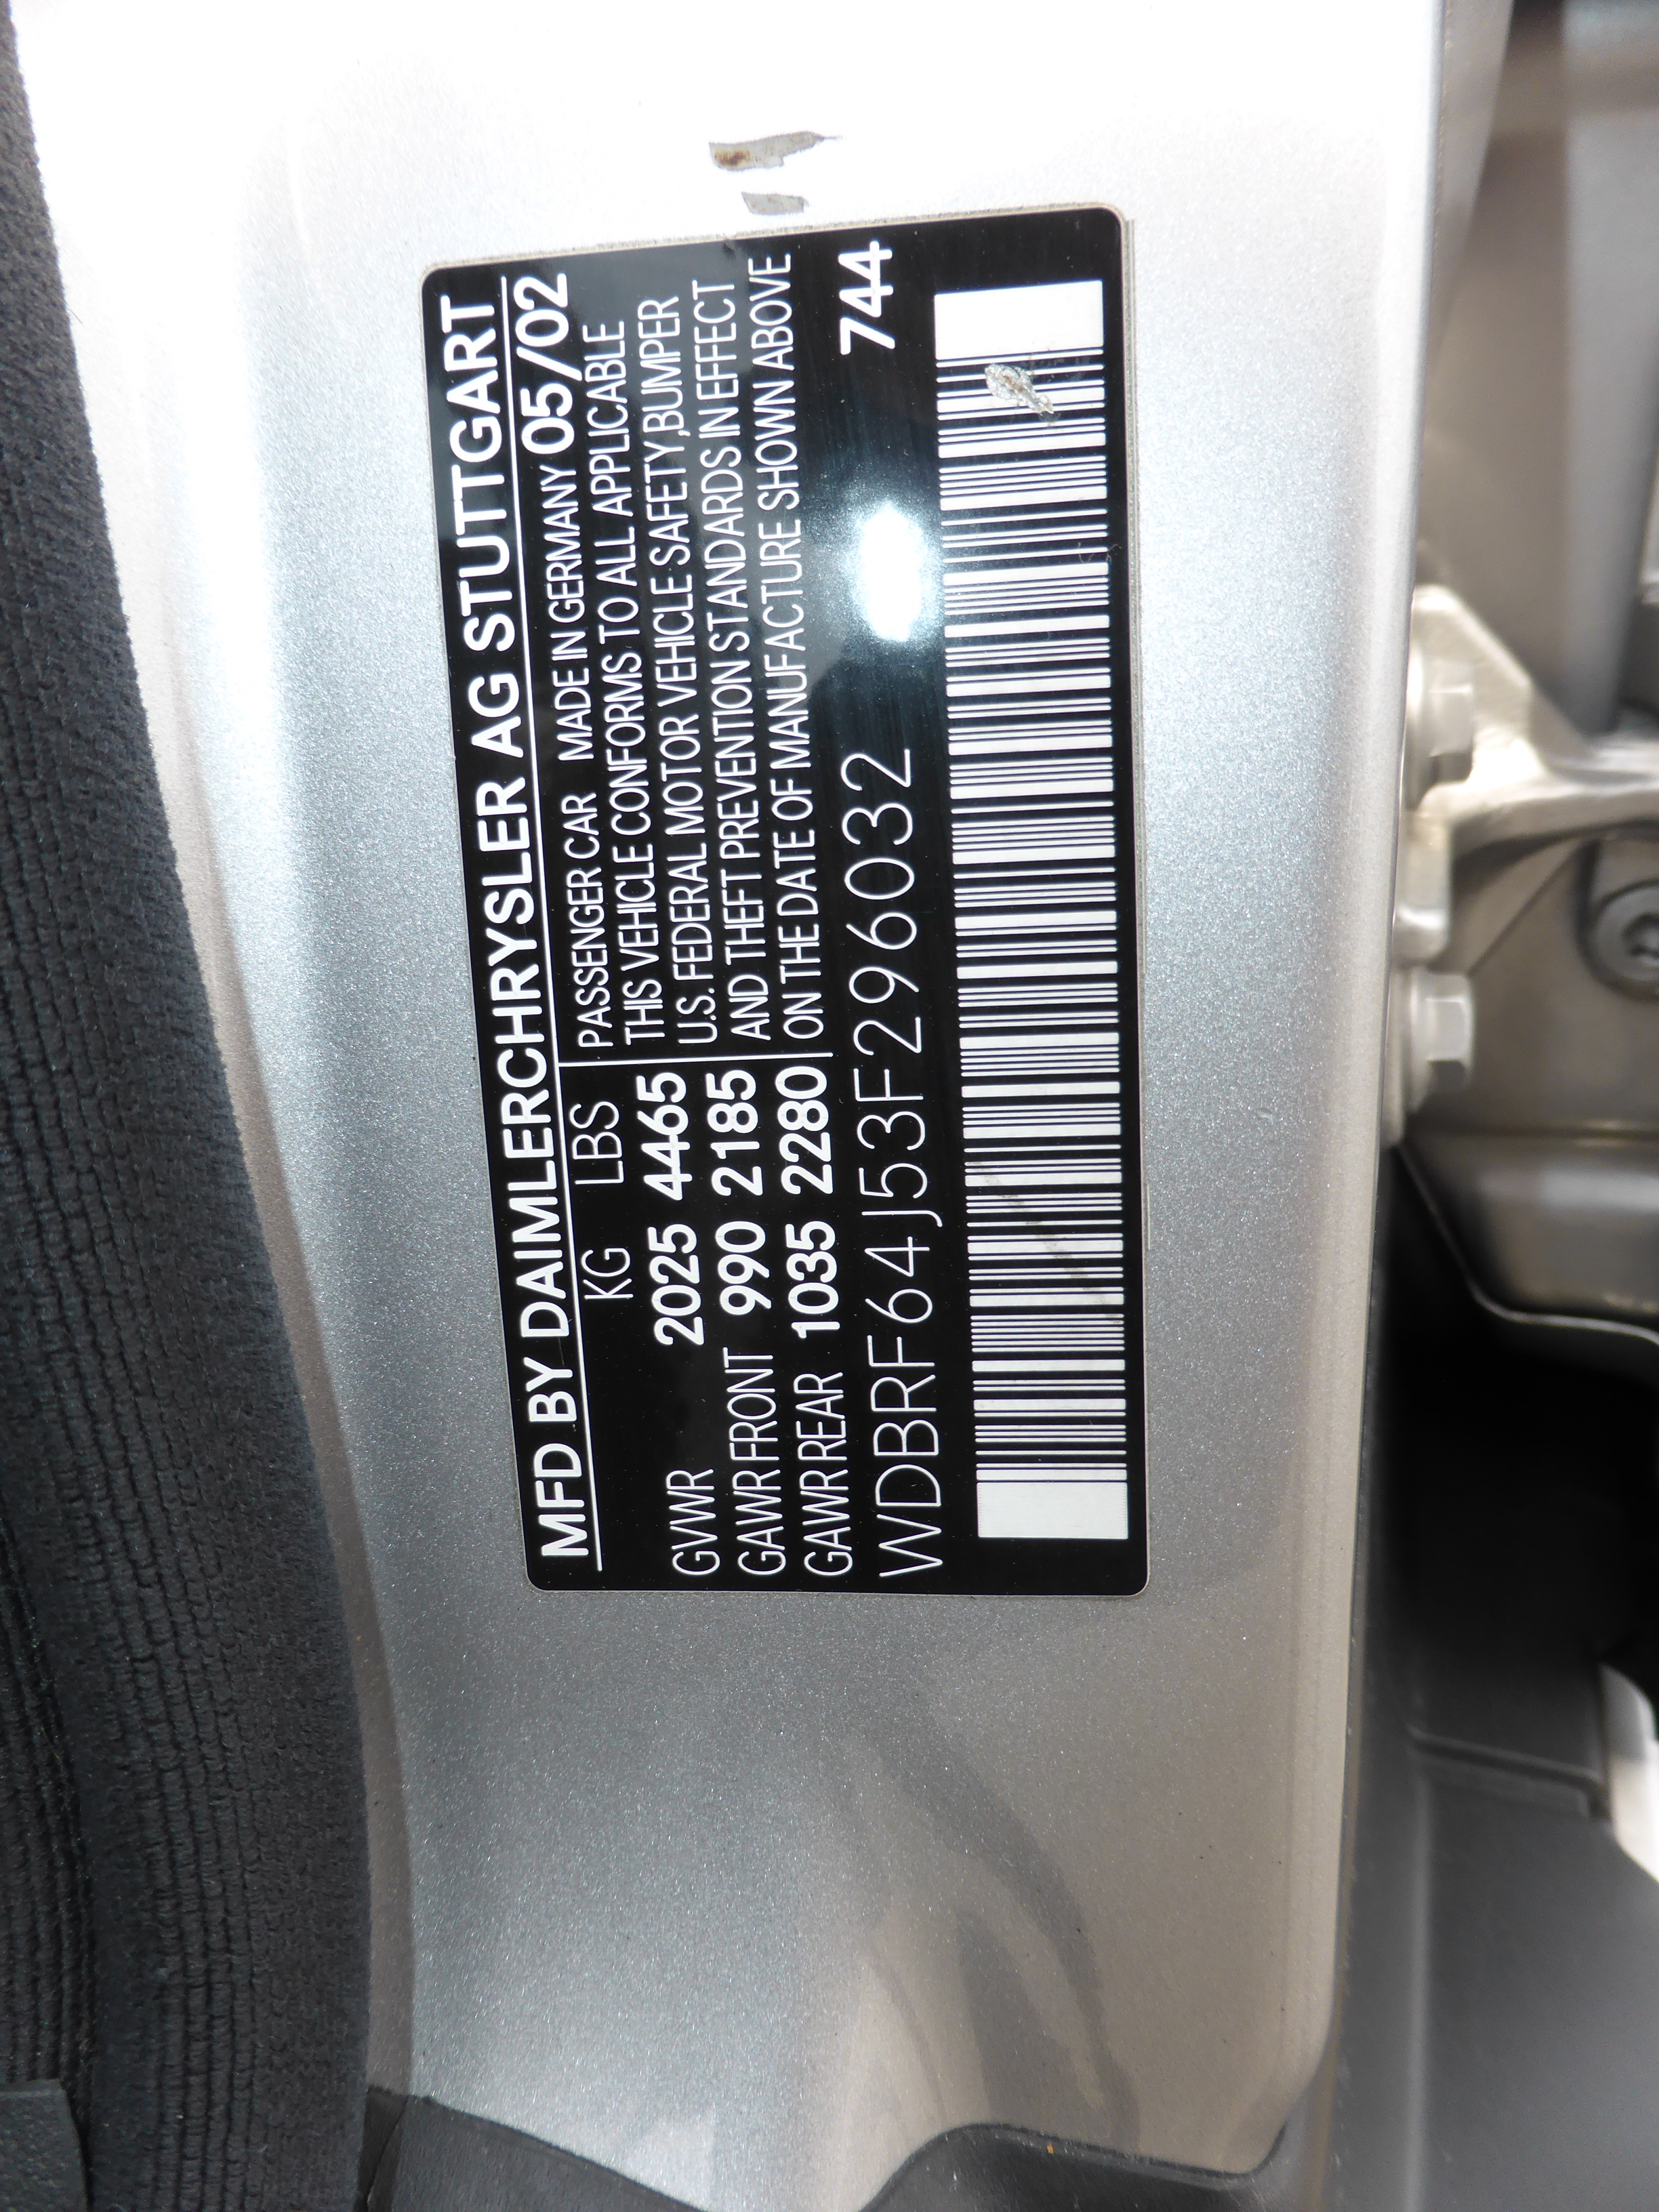 MFD BY DAIMLERCHRYSLER AG STUTTGART
KG LBS
GVWR 2025 4465
GAWR FRONT 990 2185
GAWR REAR 1035 2280
PASSENGER CAR MADE IN GERMANY 05/02
THIS VEHICLE CONFORMS TO ALL APPLICABLE
U.S. FEDERAL MOTOR VEHICLE SAFETY,BUMPER
AND THEFT PREVENTION STANDARDS IN EFFECT
ON THE DATE OF MANUFACTURE SHOWN ABOVE
WDBRF64J53F296032 744